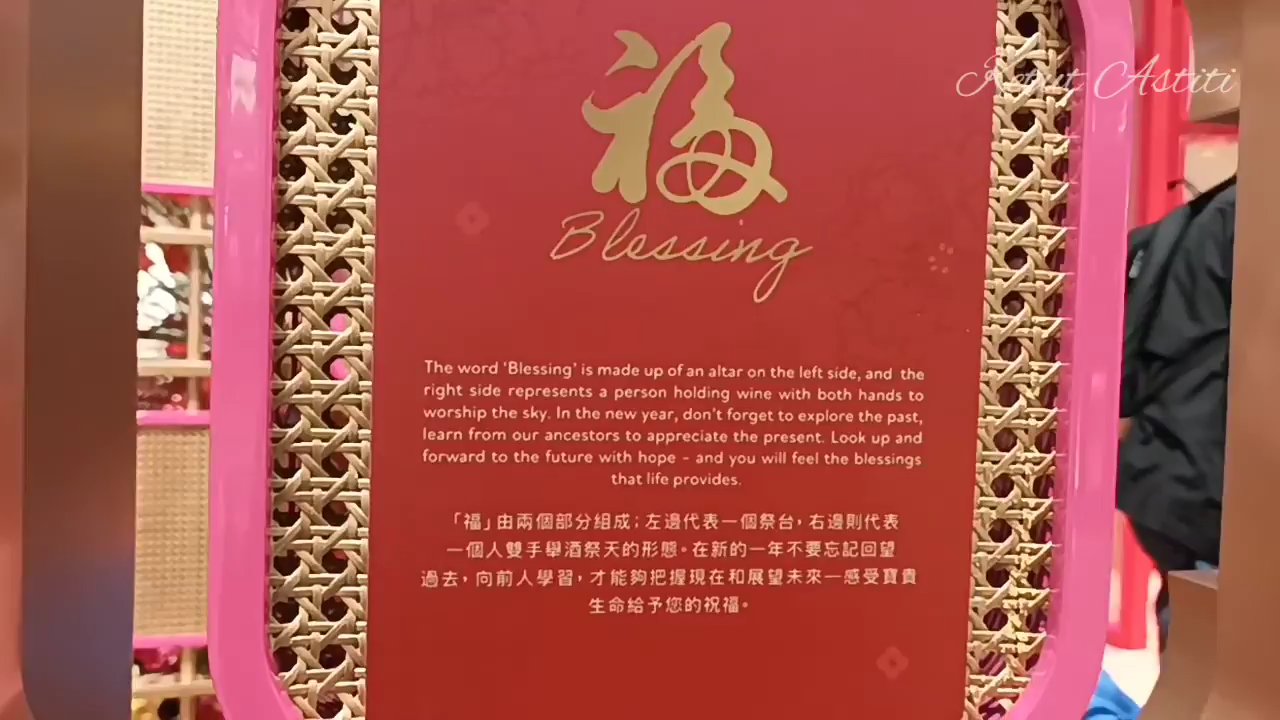 Ketut Astiti
福
Blessing
The word ‘Blessing’ is made up of an altar on the left side, and the
right side represents a person holding wine with both hands to
worship the sky. In the new year, don't forget to explore the past,
learn from our ancestors to appreciate the present. Look up and
forward to the future with hope – and you will feel the blessings
that life provides.
「福」由兩個部分組成；左邊代表一個祭台，右邊則代表
一個人雙手舉酒祭天的形態。在新的一年不要忘記回望
過去，向前人學習，才能夠把握現在和展望未來—感受寶貴
生命給予您的祝福。